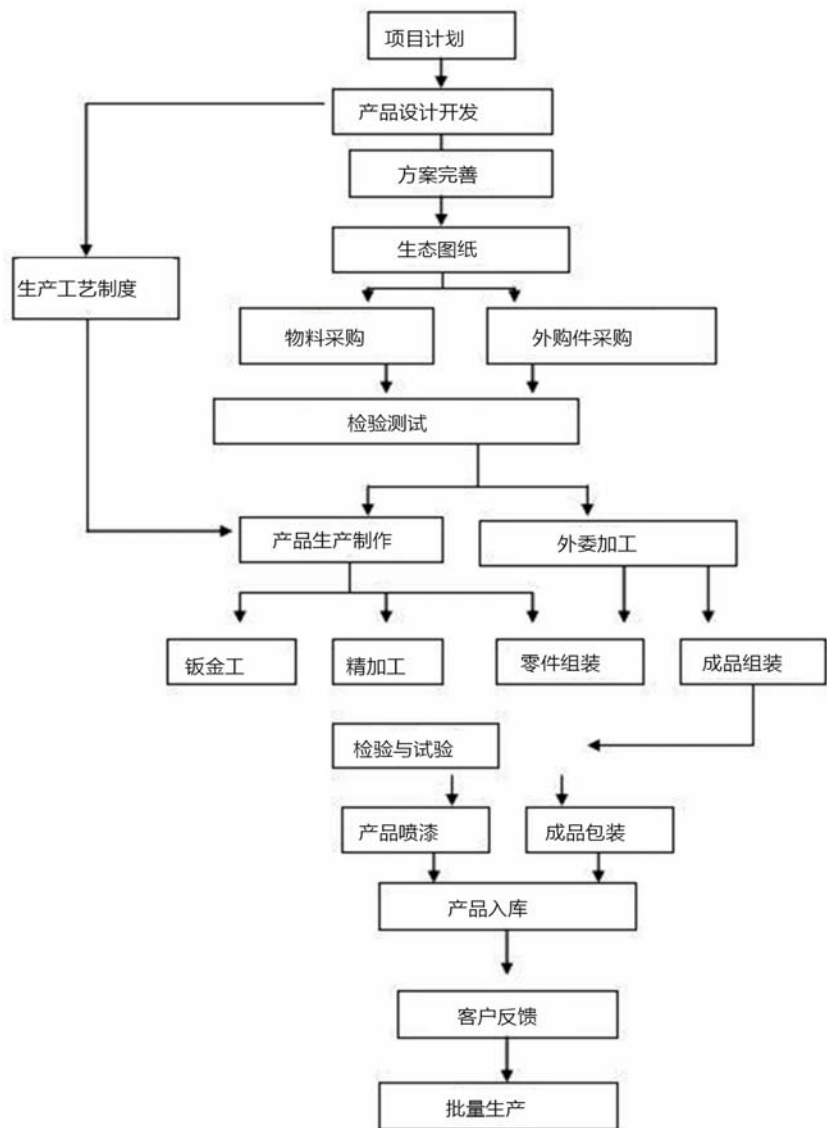 项目计划
产品设计开发
方案完善
生态图纸
生产工艺制度
物料采购
外购件采购
检验测试
产品生产制作
外委加工
钣金工
精加工
零件组装
成品组装
检验与试验
产品喷漆
成品包装
产品入库
客户反馈
批量生产